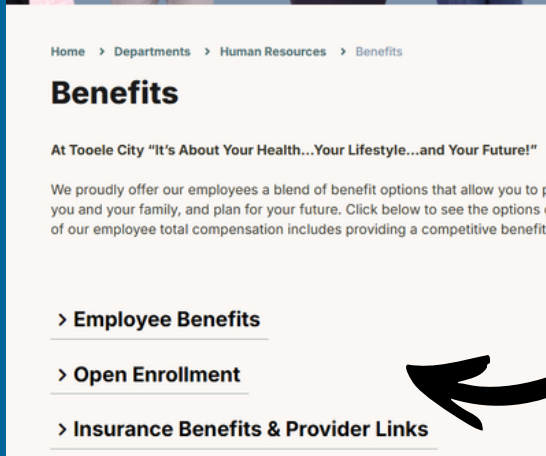 Home > Departments > Human Resources > Benefits
Benefits
At Tooele City “It’s About Your Health...Your Lifestyle...and Your Future!”
We proudly offer our employees a blend of benefit options that allow you to
you and your family, and plan for your future. Click below to see the options
of our employee total compensation includes providing a competitive benefit
> Employee Benefits
> Open Enrollment
> Insurance Benefits & Provider Links